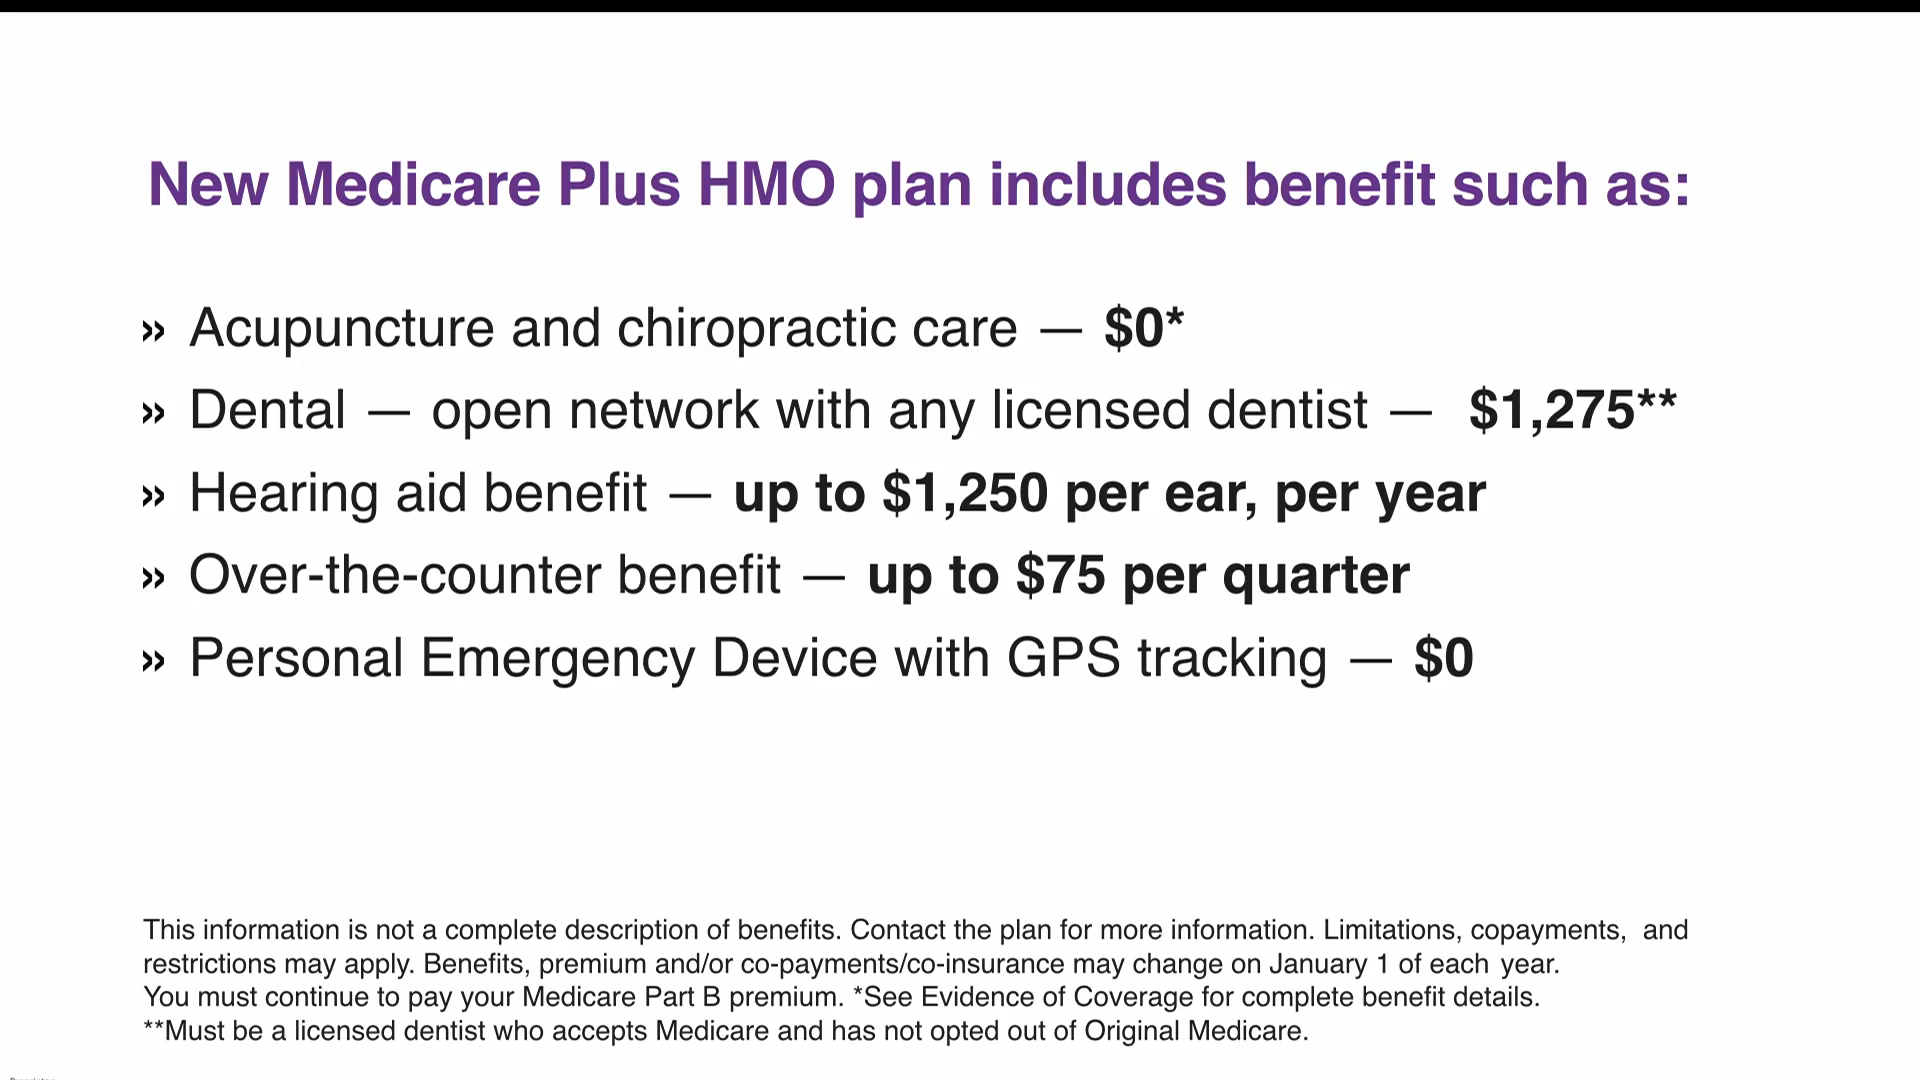 New Medicare Plus HMO plan includes benefit such as:
» Acupuncture and chiropractic care — $0*
» Dental — open network with any licensed dentist — $1,275**
» Hearing aid benefit — up to $1,250 per ear, per year
» Over-the-counter benefit — up to $75 per quarter
» Personal Emergency Device with GPS tracking — $0
This information is not a complete description of benefits. Contact the plan for more information. Limitations, copayments, and
restrictions may apply. Benefits, premium and/or co-payments/co-insurance may change on January 1 of each year.
You must continue to pay your Medicare Part B premium. *See Evidence of Coverage for complete benefit details.
**Must be a licensed dentist who accepts Medicare and has not opted out of Original Medicare.